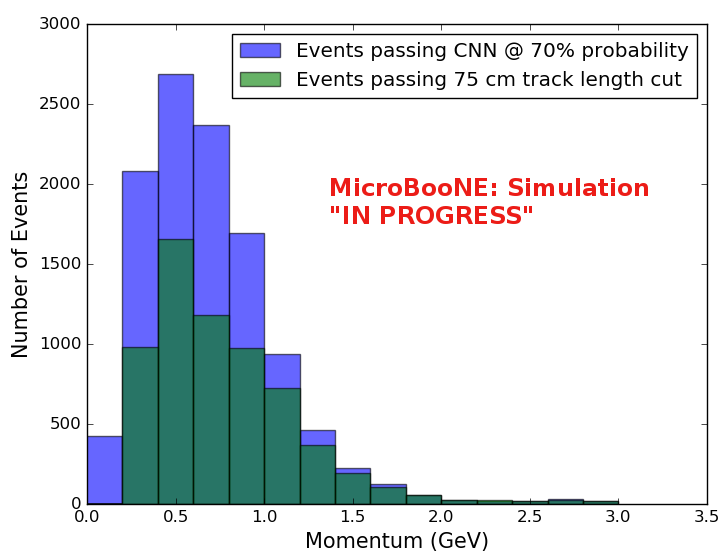 3000
2500
2000
1500
1000
500
0
Number of Events
Events passing CNN @ 70% probability
Events passing 75 cm track length cut
MicroBooNE: Simulation
"IN PROGRESS"
0.0 0.5 1.0 1.5 2.0 2.5 3.0 3.5
Momentum (GeV)